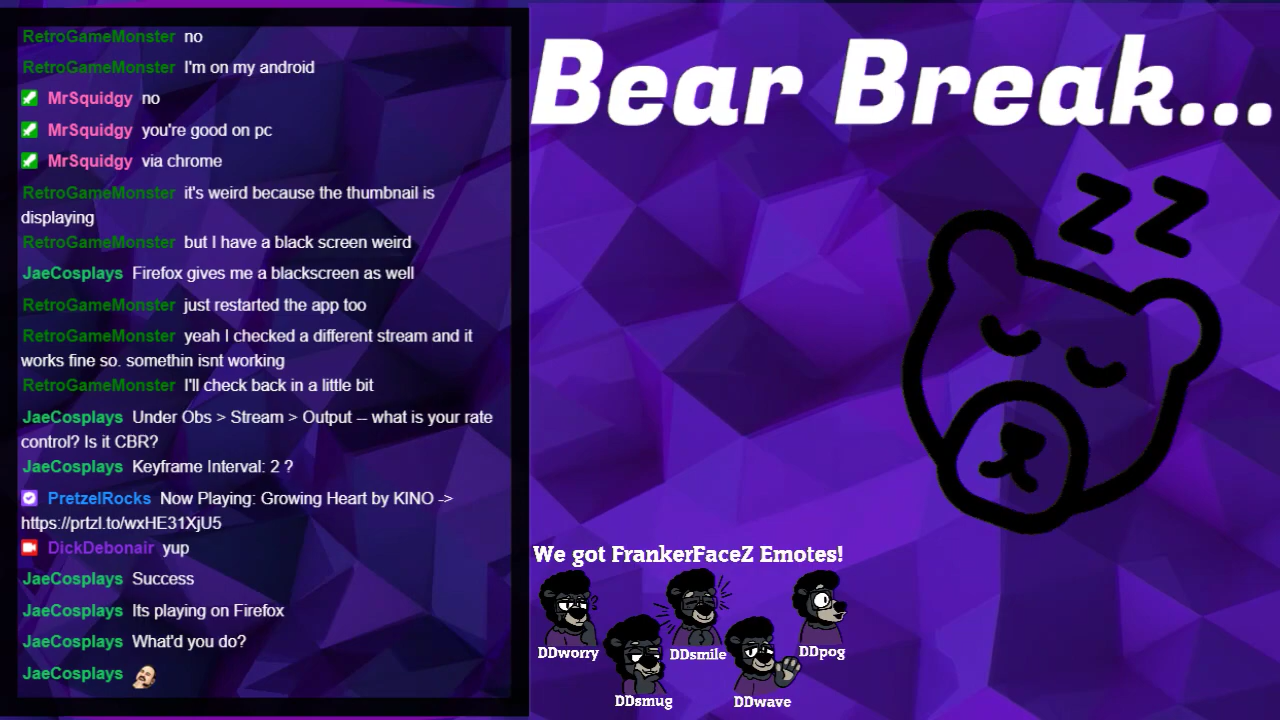 RetroGameMonster no
RetroGameMonster I'm on my android
MrSquidgy no
MrSquidgy you're good on pc
MrSquidgy via chrome
RetroGameMonster it's weird because the thumbnail is
displaying
RetroGameMonster but I have a black screen weird
JaeCosplays Firefox gives me a blackscreen as well
RetroGameMonster just restarted the app too
RetroGameMonster yeah I checked a different stream and it
works fine so. somethin isnt working
RetroGameMonster I'll check back in a little bit
JaeCosplays Under Obs > Stream > Output -- what is your rate
control? Is it CBR?
JaeCosplays Keyframe Interval: 2 ?
PretzelRocks Now Playing: Growing Heart by KINO ->
https://prtzl.to/wxHE31XjU5
DickDebonair yup
JaeCosplays Success
JaeCosplays Its playing on Firefox
JaeCosplays What'd you do?
JaeCosplays
Bear Break...
zz
We got FrankerFaceZ Emotes!
DDworry
DDsmug
DDsmile
DDwave
DDpog